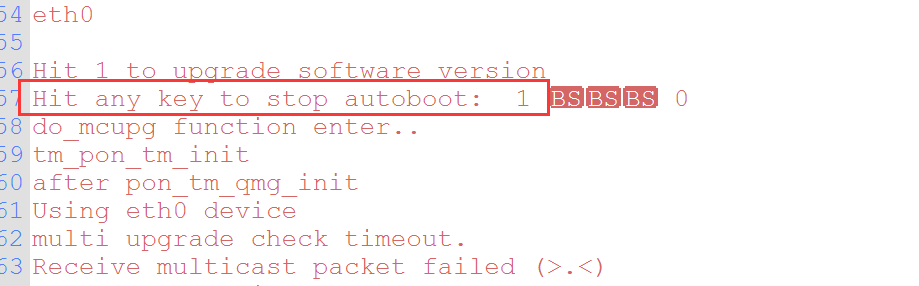 54 eth0
55
56 Hit 1 to upgrade software version
57 Hit any key to stop autoboot:  1 BS BS BS 0
58 do_mcupg function enter..
59 tm_pon_tm_init
60 after pon_tm_qmg_init
61 Using eth0 device
62 multi upgrade check timeout.
63 Receive multicast packet failed (>.<)